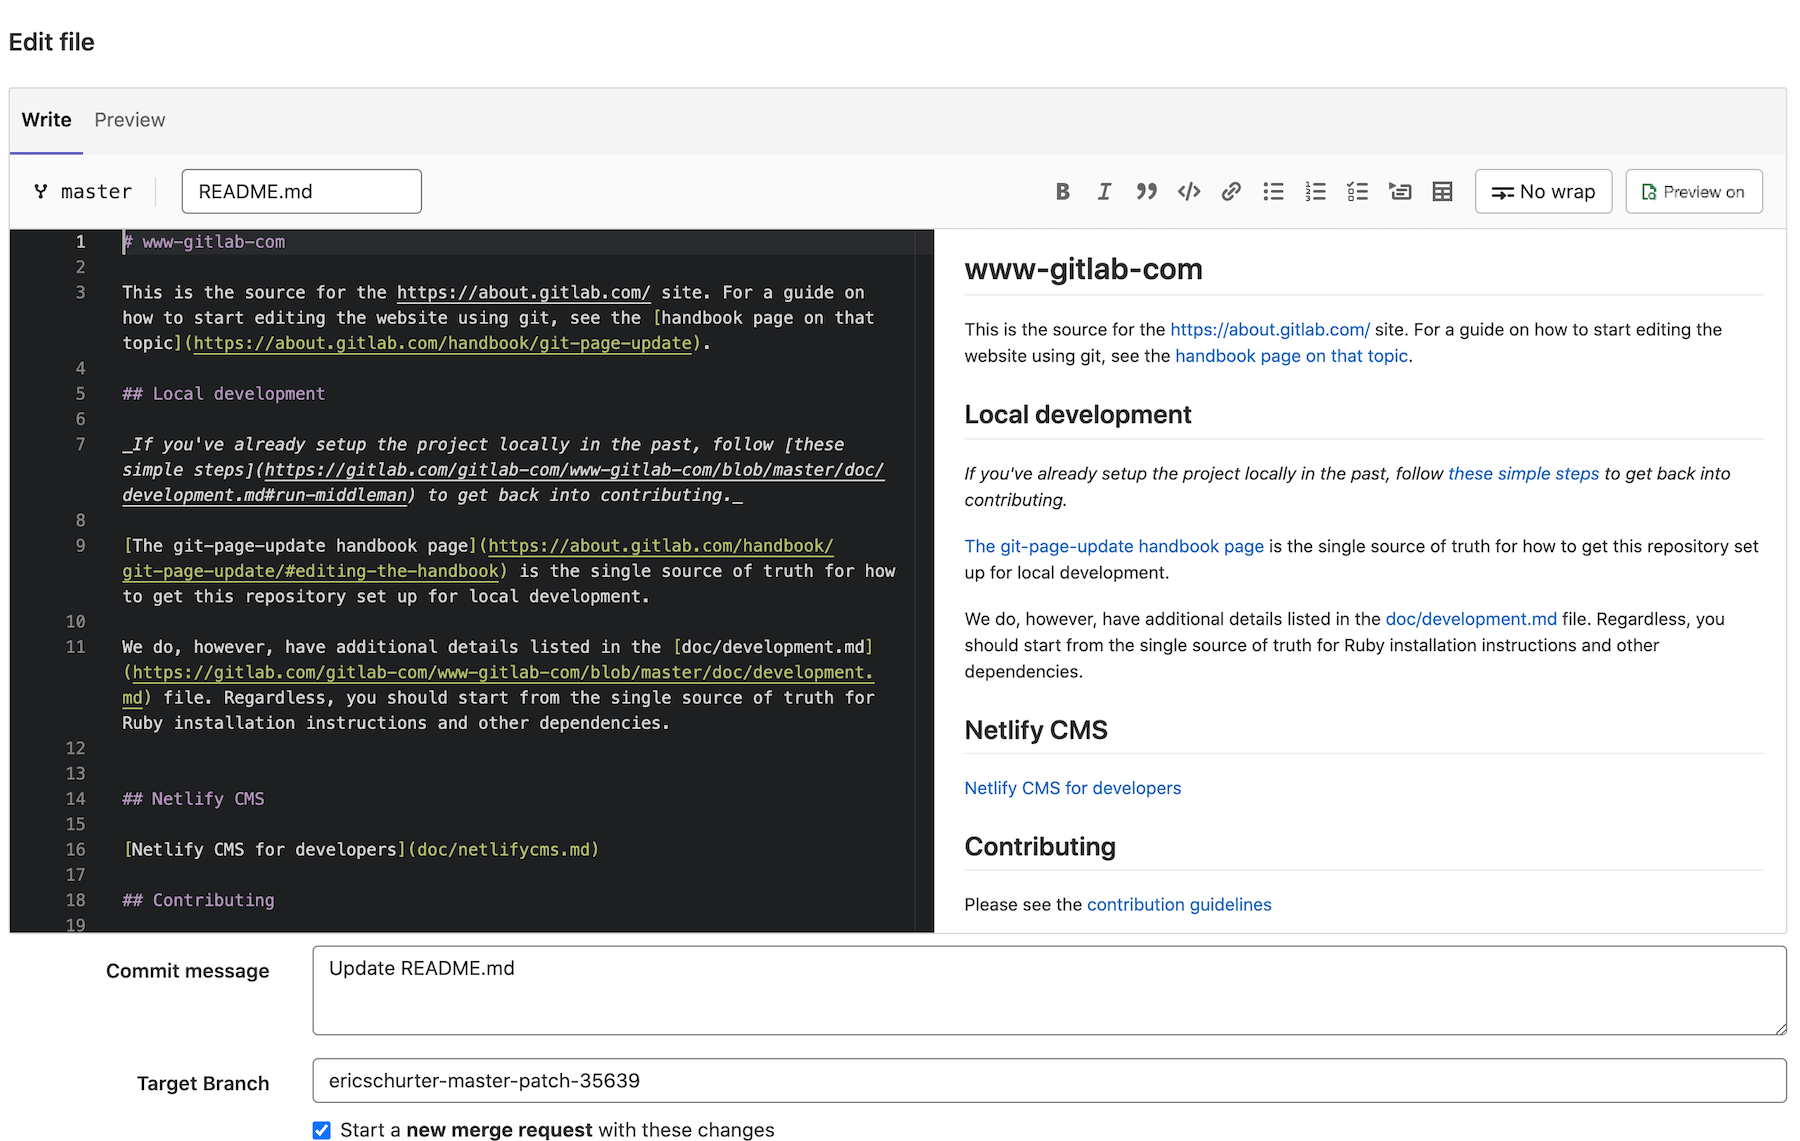 Edit file
Write Preview
master README.md No wrap Preview on
1 # www-gitlab-com
2
3 This is the source for the https://about.gitlab.com/ site. For a guide on
how to start editing the website using git, see the [handbook page on that
topic](https://about.gitlab.com/handbook/git-page-update).
4
5 ## Local development
6
7 _If you've already setup the project locally in the past, follow [these
simple steps](https://gitlab.com/gitlab-com/www-gitlab-com/blob/master/doc/
development.md#run-middleman) to get back into contributing._
8
9 [The git-page-update handbook page](https://about.gitlab.com/handbook/
git-page-update/#editing-the-handbook) is the single source of truth for how
to get this repository set up for local development.
10
11 We do, however, have additional details listed in the [doc/development.md]
(https://gitlab.com/gitlab-com/www-gitlab-com/blob/master/doc/development.
md) file. Regardless, you should start from the single source of truth for
Ruby installation instructions and other dependencies.
12
13
14 ## Netlify CMS
15
16 [Netlify CMS for developers](doc/netlifycms.md)
17
18 ## Contributing
19
www-gitlab-com
This is the source for the https://about.gitlab.com/ site. For a guide on how to start editing the
website using git, see the handbook page on that topic.
Local development
If you've already setup the project locally in the past, follow these simple steps to get back into
contributing.
The git-page-update handbook page is the single source of truth for how to get this repository set
up for local development.
We do, however, have additional details listed in the doc/development.md file. Regardless, you
should start from the single source of truth for Ruby installation instructions and other
dependencies.
Netlify CMS
Netlify CMS for developers
Contributing
Please see the contribution guidelines
Commit message Update README.md
Target Branch ericschurter-master-patch-35639
Start a new merge request with these changes